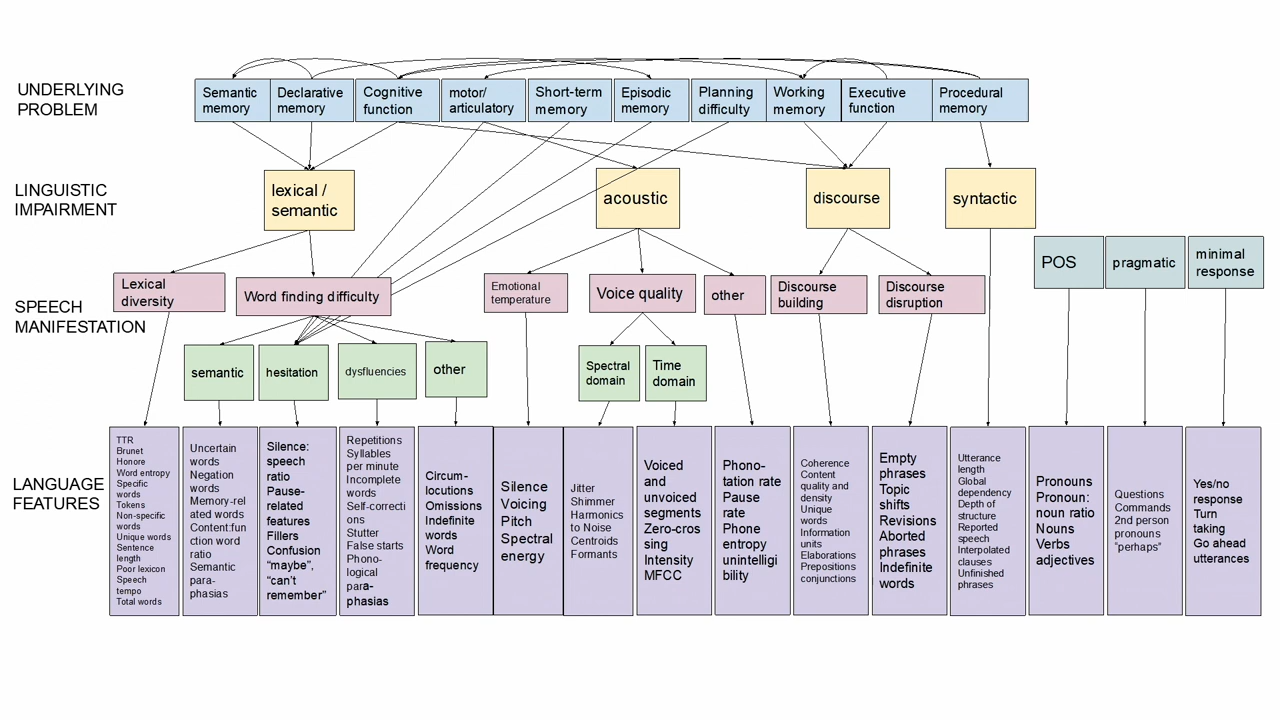 UNDERLYING
PROBLEM
Semantic
memory
Declarative
memory
Cognitive
function
motor/
articulatory
Short-term
memory
Episodic
memory
Planning
difficulty
Working
memory
Executive
function
Procedural
memory
LINGUISTIC
IMPAIRMENT
lexical /
semantic
acoustic
discourse
syntactic
POS
pragmatic
minimal
response
SPEECH
MANIFESTATION
Lexical
diversity
Word finding difficulty
Emotional
temperature
Voice quality
other
Discourse
building
Discourse
disruption
semantic
hesitation
dysfluencies
other
Spectral
domain
Time
domain
LANGUAGE
FEATURES
TTR
Brunet
Honore
Word entropy
Specific
words
Tokens
Non-specific
words
Unique words
Sentence
length
Poor lexicon
Speech
tempo
Total words
Uncertain
words
Negation
words
Memory-rel
ated words
Content:fun
ction word
ratio
Semantic
para-
phasias
Silence:
speech
ratio
Pause-
related
features
Fillers
Confusion
“maybe”,
“can’t
remember”
Repetitions
Syllables
per minute
Incomplete
words
Self-correcti
ons
Stutter
False starts
Phono-
logical
para-
phasias
Circum-
locutions
Omissions
Indefinite
words
Word
frequency
Silence
Voicing
Pitch
Spectral
energy
Jitter
Shimmer
Harmonics
to Noise
Centroids
Formants
Voiced
and
unvoiced
segments
Zero-cros
sing
Intensity
MFCC
Phono-
tation rate
Pause
rate
Phone
entropy
unintelligi
bility
Coherence
Content
quality and
density
Unique
words
Information
units
Elaborations
Prepositions
conjunctions
Empty
phrases
Topic
shifts
Revisions
Aborted
phrases
Indefinite
words
Utterance
length
Global
dependency
Depth of
structure
Reported
speech
Interpolated
clauses
Unfinished
phrases
Pronouns
Pronoun:
noun ratio
Nouns
Verbs
adjectives
Questions
Commands
2nd person
pronouns
“perhaps”
Yes/no
response
Turn
taking
Go ahead
utterances